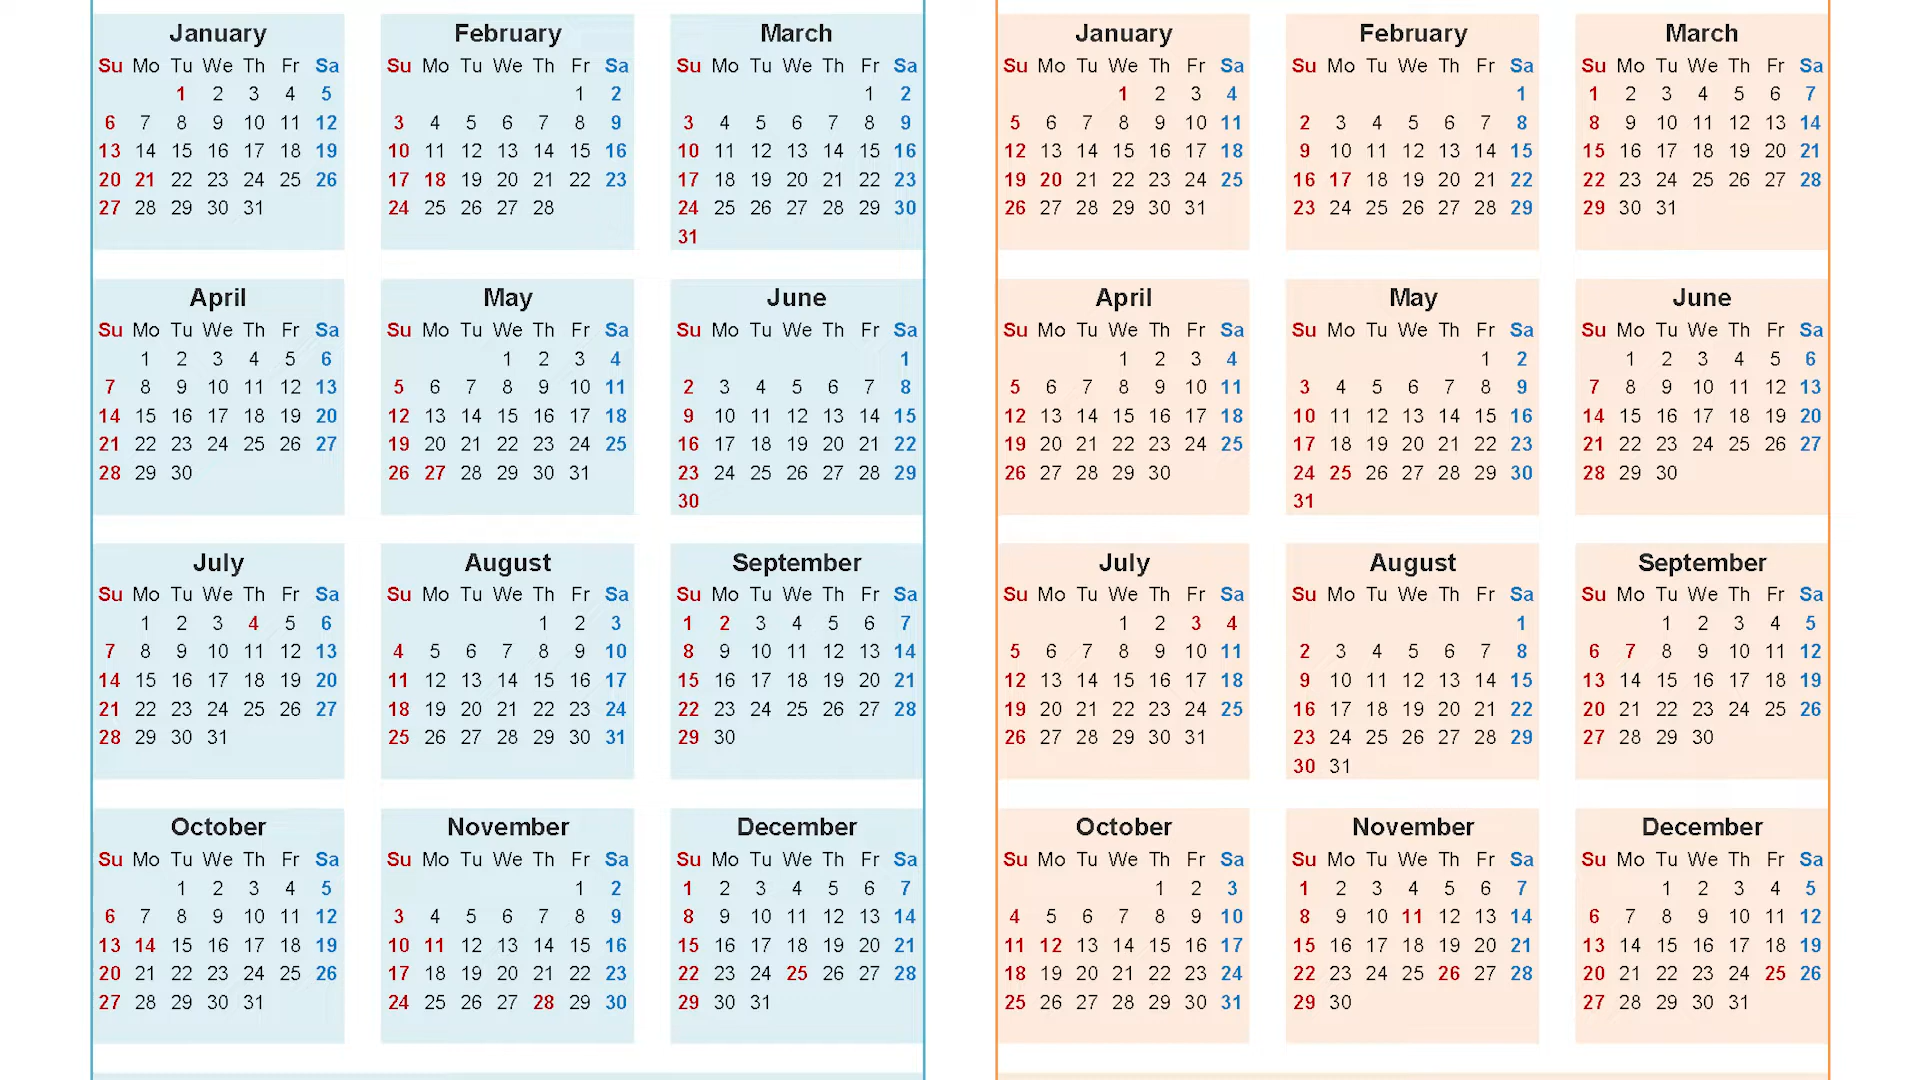 January February March
Su Mo Tu We Th Fr Sa Su Mo Tu We Th Fr Sa Su Mo Tu We Th Fr Sa
1 2 3 4 5 1 2 1 2
6 7 8 9 10 11 12 3 4 5 6 7 8 9 3 4 5 6 7 8 9
13 14 15 16 17 18 19 10 11 12 13 14 15 16 10 11 12 13 14 15 16
20 21 22 23 24 25 26 17 18 19 20 21 22 23 17 18 19 20 21 22 23
27 28 29 30 31 24 25 26 27 28 24 25 26 27 28 29 30
31
April May June
Su Mo Tu We Th Fr Sa Su Mo Tu We Th Fr Sa Su Mo Tu We Th Fr Sa
1 2 3 4 5 6 1 2 3 4 1
7 8 9 10 11 12 13 5 6 7 8 9 10 11 2 3 4 5 6 7 8
14 15 16 17 18 19 20 12 13 14 15 16 17 18 9 10 11 12 13 14 15
21 22 23 24 25 26 27 19 20 21 22 23 24 25 16 17 18 19 20 21 22
28 29 30 26 27 28 29 30 31 23 24 25 26 27 28 29
30
July August September
Su Mo Tu We Th Fr Sa Su Mo Tu We Th Fr Sa Su Mo Tu We Th Fr Sa
1 2 3 4 5 6 1 2 3 1 2 3 4 5 6 7
7 8 9 10 11 12 13 4 5 6 7 8 9 10 8 9 10 11 12 13 14
14 15 16 17 18 19 20 11 12 13 14 15 16 17 15 16 17 18 19 20 21
21 22 23 24 25 26 27 18 19 20 21 22 23 24 22 23 24 25 26 27 28
28 29 30 31 25 26 27 28 29 30 31 29 30
October November December
Su Mo Tu We Th Fr Sa Su Mo Tu We Th Fr Sa Su Mo Tu We Th Fr Sa
1 2 3 4 5 1 2 1 2 3 4 5 6 7
6 7 8 9 10 11 12 3 4 5 6 7 8 9 8 9 10 11 12 13 14
13 14 15 16 17 18 19 10 11 12 13 14 15 16 15 16 17 18 19 20 21
20 21 22 23 24 25 26 17 18 19 20 21 22 23 22 23 24 25 26 27 28
27 28 29 30 31 24 25 26 27 28 29 30 29 30 31
January February March
Su Mo Tu We Th Fr Sa Su Mo Tu We Th Fr Sa Su Mo Tu We Th Fr Sa
1 2 3 4 1 1 2 3 4 5 6 7
5 6 7 8 9 10 11 2 3 4 5 6 7 8 8 9 10 11 12 13 14
12 13 14 15 16 17 18 9 10 11 12 13 14 15 15 16 17 18 19 20 21
19 20 21 22 23 24 25 16 17 18 19 20 21 22 22 23 24 25 26 27 28
26 27 28 29 30 31 23 24 25 26 27 28 29 29 30 31
April May June
Su Mo Tu We Th Fr Sa Su Mo Tu We Th Fr Sa Su Mo Tu We Th Fr Sa
1 2 3 4 1 2 1 2 3 4 5 6
5 6 7 8 9 10 11 3 4 5 6 7 8 9 7 8 9 10 11 12 13
12 13 14 15 16 17 18 10 11 12 13 14 15 16 14 15 16 17 18 19 20
19 20 21 22 23 24 25 17 18 19 20 21 22 23 21 22 23 24 25 26 27
26 27 28 29 30 24 25 26 27 28 29 30 28 29 30
31
July August September
Su Mo Tu We Th Fr Sa Su Mo Tu We Th Fr Sa Su Mo Tu We Th Fr Sa
1 2 3 4 1 1 2 3 4 5
5 6 7 8 9 10 11 2 3 4 5 6 7 8 6 7 8 9 10 11 12
12 13 14 15 16 17 18 9 10 11 12 13 14 15 13 14 15 16 17 18 19
19 20 21 22 23 24 25 16 17 18 19 20 21 22 20 21 22 23 24 25 26
26 27 28 29 30 31 23 24 25 26 27 28 29 27 28 29 30
30 31
October November December
Su Mo Tu We Th Fr Sa Su Mo Tu We Th Fr Sa Su Mo Tu We Th Fr Sa
1 2 3 1 2 3 4 5 6 7 1 2 3 4 5
4 5 6 7 8 9 10 8 9 10 11 12 13 14 6 7 8 9 10 11 12
11 12 13 14 15 16 17 15 16 17 18 19 20 21 13 14 15 16 17 18 19
18 19 20 21 22 23 24 22 23 24 25 26 27 28 20 21 22 23 24 25 26
25 26 27 28 29 30 31 29 30 27 28 29 30 31